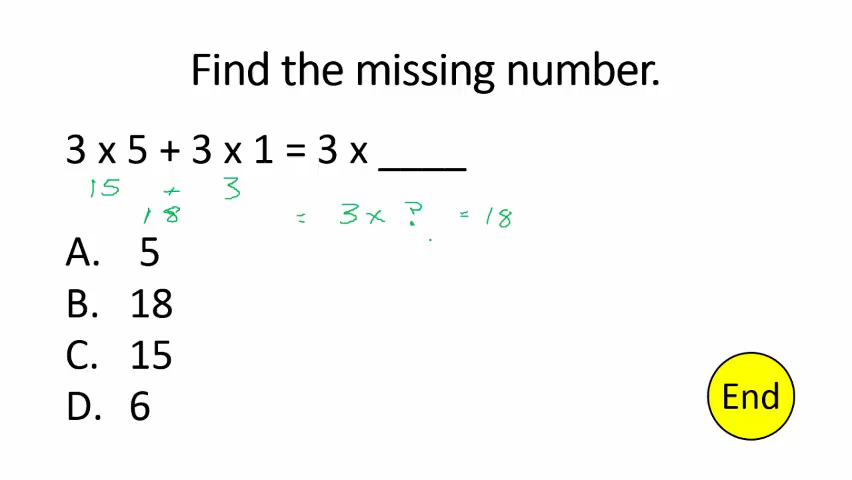 Find the missing number.
3 x 5 + 3 x 1 = 3 x ____
15 + 3
18 = 3 x ? = 18
A. 5
B. 18
C. 15
D. 6
End